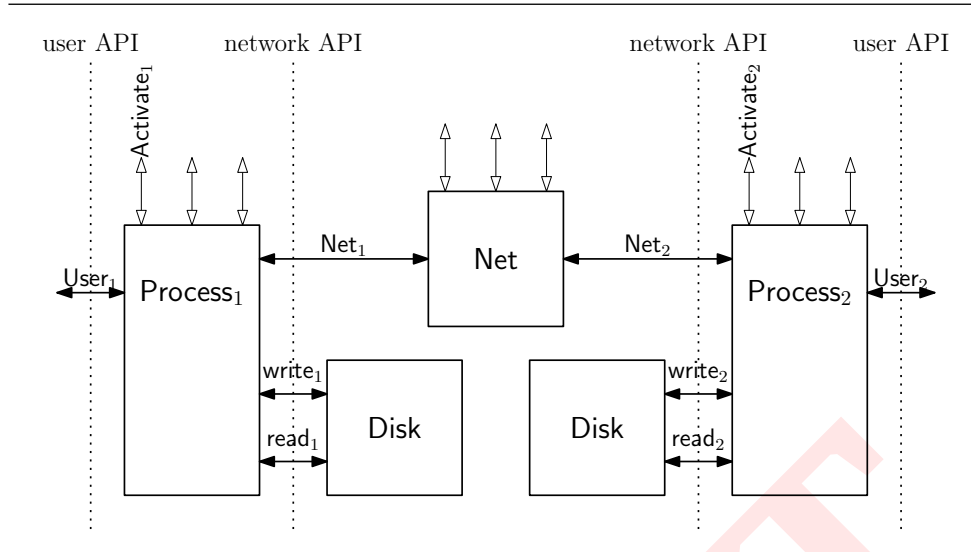 user API network API network API user API
Activate₁ Activate₂
Net₁ Net Net₂
User₁ Process₁ Process₂ User₂
write₁ write₂
Disk Disk
read₁ read₂